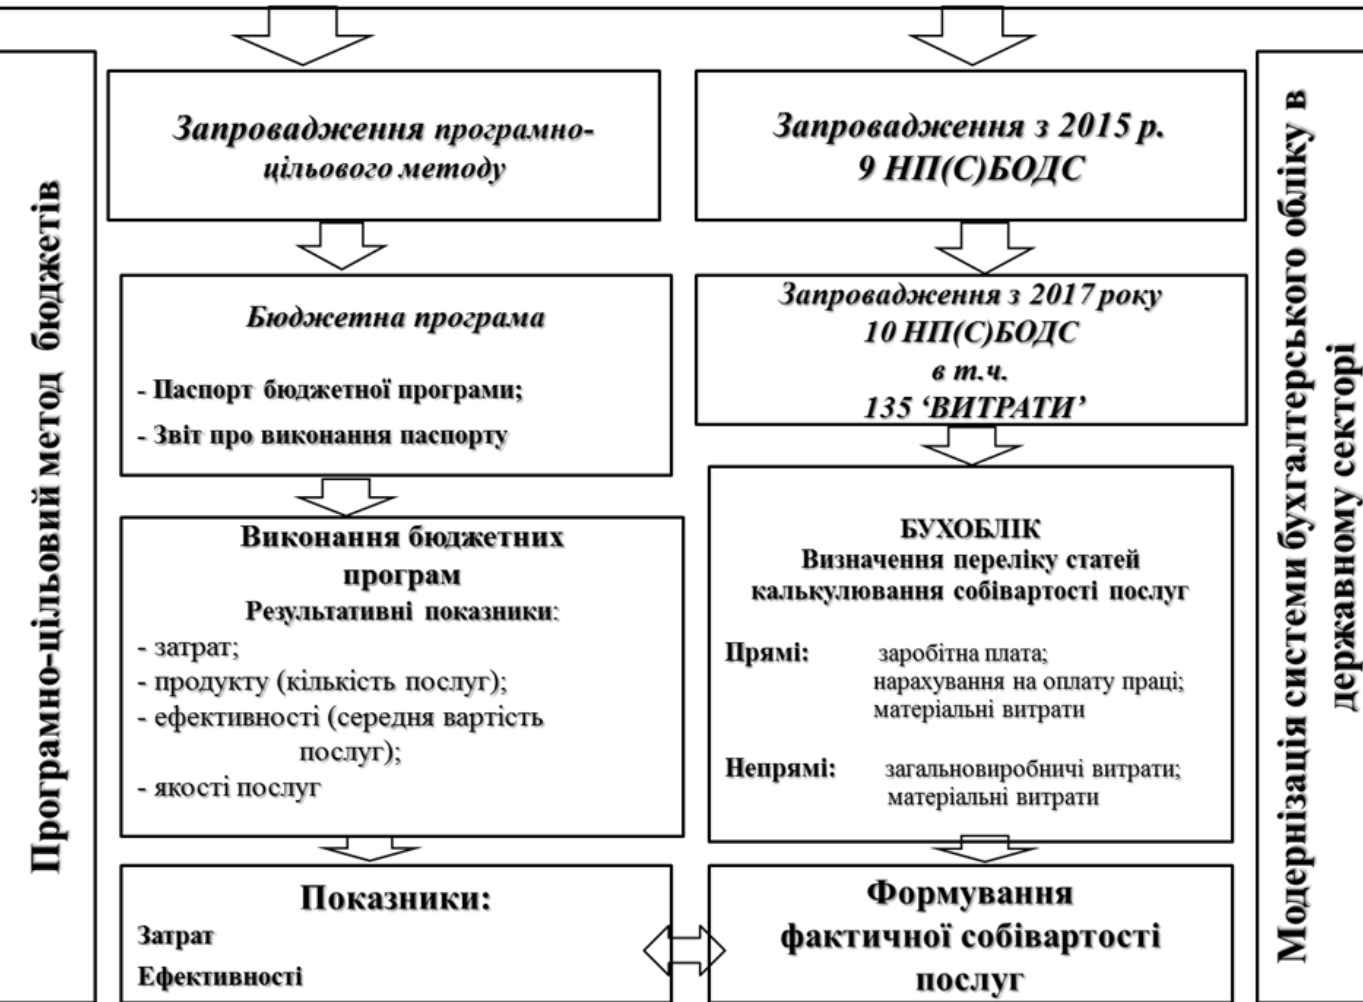 Програмно-цільовий метод бюджетів
Запровадження програмно-
цільового методу
Бюджетна програма
- Паспорт бюджетної програми;
- Звіт про виконання паспорту
Виконання бюджетних
програм
Результативні показники:
- затрат;
- продукту (кількість послуг);
- ефективності (середня вартість
послуг);
- якості послуг
Показники:
Затрат
Ефективності
Запровадження з 2015 р.
9 НП(С)БОДС
Запровадження з 2017 року
10 НП(С)БОДС
в т.ч.
135 ‘ВИТРАТИ’
БУХОБЛІК
Визначення переліку статей
калькулювання собівартості послуг
Прямі: заробітна плата;
нарахування на оплату праці;
матеріальні витрати
Непрямі: загальновиробничі витрати;
матеріальні витрати
Формування
фактичної собівартості
послуг
Модернізація системи бухгалтерського обліку в
державному секторі